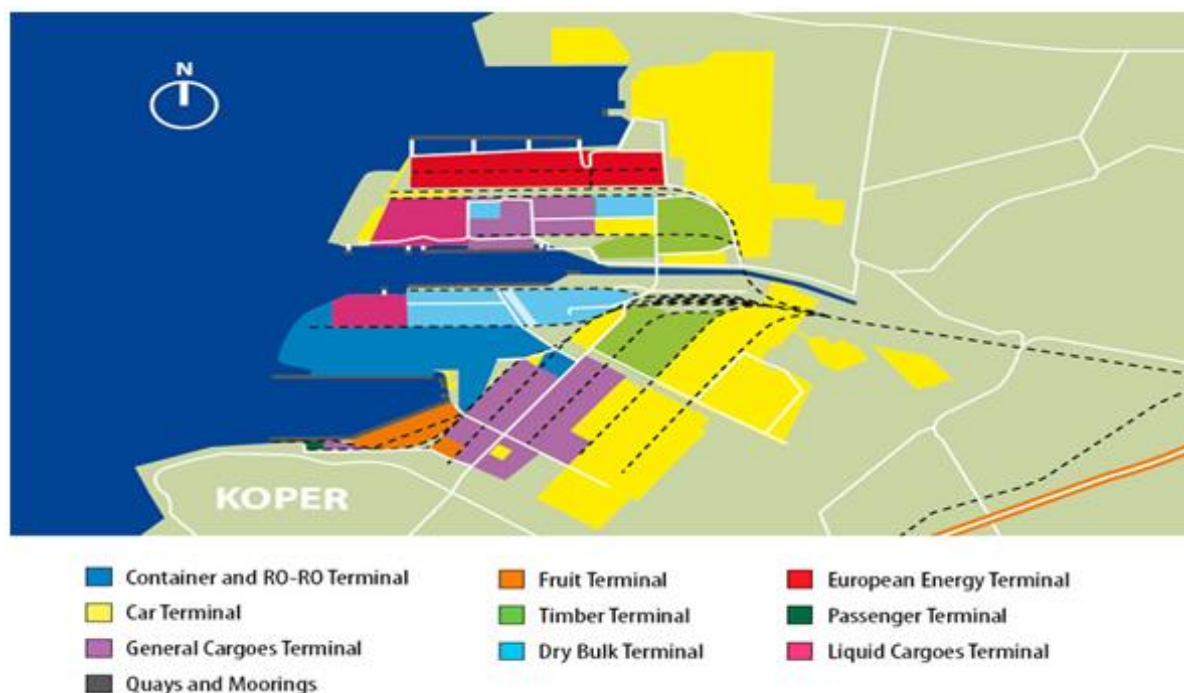 N
KOPER
Container and RO-RO Terminal
Car Terminal
General Cargoes Terminal
Quays and Moorings
Fruit Terminal
Timber Terminal
Dry Bulk Terminal
European Energy Terminal
Passenger Terminal
Liquid Cargoes Terminal